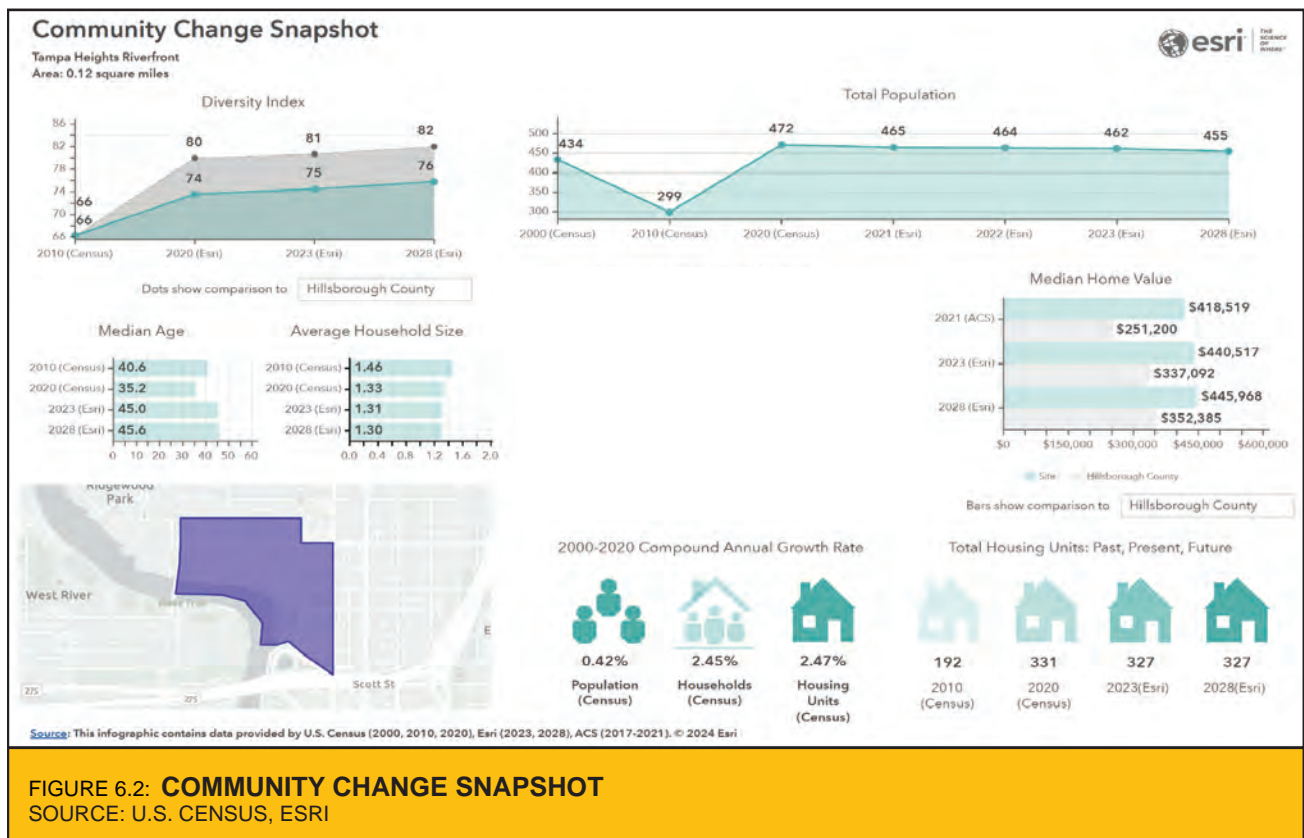 Community Change Snapshot
Tampa Heights Riverfront
Area: 0.12 square miles
esri
THE
SCIENCE
OF
WHERE
Diversity Index
86
82
78
74
70
66
80
81
82
74
75
76
66
66
2010 (Census)
2020 (Esri)
2023 (Esri)
2028 (Esri)
Dots show comparison to
Hillsborough County
Total Population
500
450
400
350
300
434
299
472
465
464
462
455
2000 (Census)
2010 (Census)
2020 (Census)
2021 (Esri)
2022 (Esri)
2023 (Esri)
2028 (Esri)
Median Age
2010 (Census) 40.6
2020 (Census) 35.2
2023 (Esri) 45.0
2028 (Esri) 45.6
0 10 20 30 40 50 60
Average Household Size
2010 (Census) 1.46
2020 (Census) 1.33
2023 (Esri) 1.31
2028 (Esri) 1.30
0.0 0.4 0.8 1.2 1.6 2.0
Median Home Value
2021 (ACS)
$418,519
$251,200
2023 (Esri)
$440,517
$337,092
2028 (Esri)
$445,968
$352,385
$0 $150,000 $300,000 $450,000 $600,000
Site Hillsborough County
Bars show comparison to
Hillsborough County
Ridgewood
Park
West River
E
Scott St
275
275
2000-2020 Compound Annual Growth Rate
0.42%
Population
(Census)
2.45%
Households
(Census)
2.47%
Housing
Units
(Census)
Total Housing Units: Past, Present, Future
192
2010
(Census)
331
2020
(Census)
327
2023(Esri)
327
2028(Esri)
Source: This infographic contains data provided by U.S. Census (2000, 2010, 2020), Esri (2023, 2028), ACS (2017-2021). © 2024 Esri
FIGURE 6.2: COMMUNITY CHANGE SNAPSHOT
SOURCE: U.S. CENSUS, ESRI